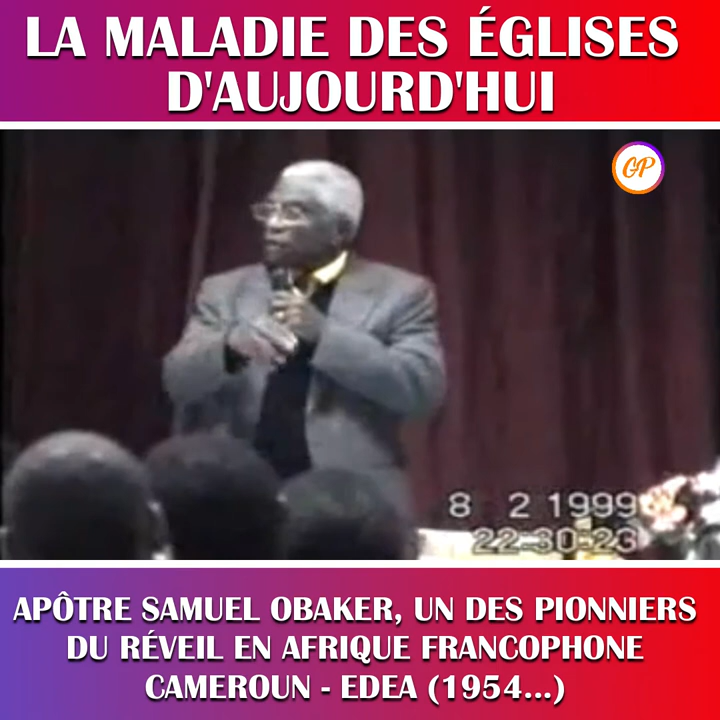 LA MALADIE DES ÉGLISES
D'AUJOURD'HUI
GP
8 2 1999
22:30:23
APÔTRE SAMUEL OBAKER, UN DES PIONNIERS
DU RÉVEIL EN AFRIQUE FRANCOPHONE
CAMEROUN - EDEA (1954...)